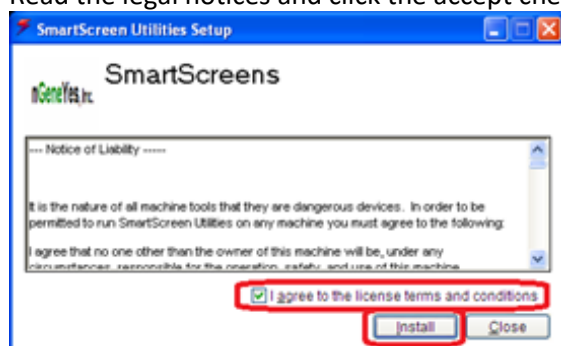 Read the legal notices and click the accept che
SmartScreen Utilities Setup
SmartScreens
nGeneYes, Inc.
--- Notice of Liability -----
It is the nature of all machine tools that they are dangerous devices. In order to be
permitted to run SmartScreen Utilities on any machine you must agree to the following:
I agree that no one other than the owner of this machine will be, under any
circumstances, responsible for the operation, safety, and use of this machine
I agree to the license terms and conditions
Install
Close